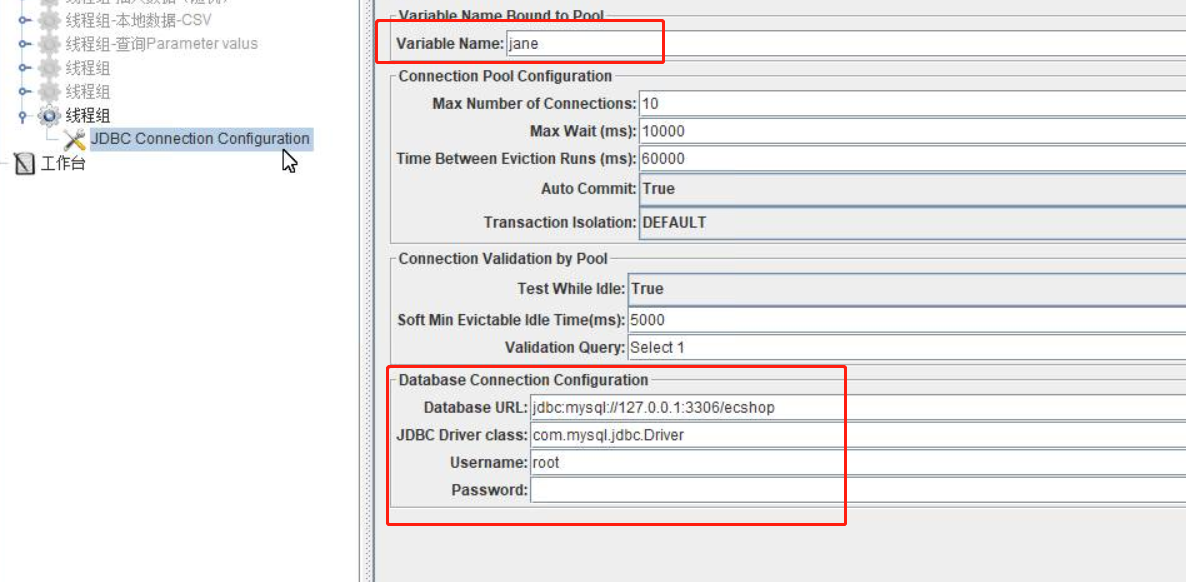 线程组-本地数据-CSV
线程组-查询Parameter valus
线程组
线程组
线程组
JDBC Connection Configuration
工作台
Variable Name Bound to Pool
Variable Name: jane
Connection Pool Configuration
Max Number of Connections: 10
Max Wait (ms): 10000
Time Between Eviction Runs (ms): 60000
Auto Commit: True
Transaction Isolation: DEFAULT
Connection Validation by Pool
Test While Idle: True
Soft Min Evictable Idle Time(ms): 5000
Validation Query: Select 1
Database Connection Configuration
Database URL: jdbc:mysql://127.0.0.1:3306/ecshop
JDBC Driver class: com.mysql.jdbc.Driver
Username: root
Password: